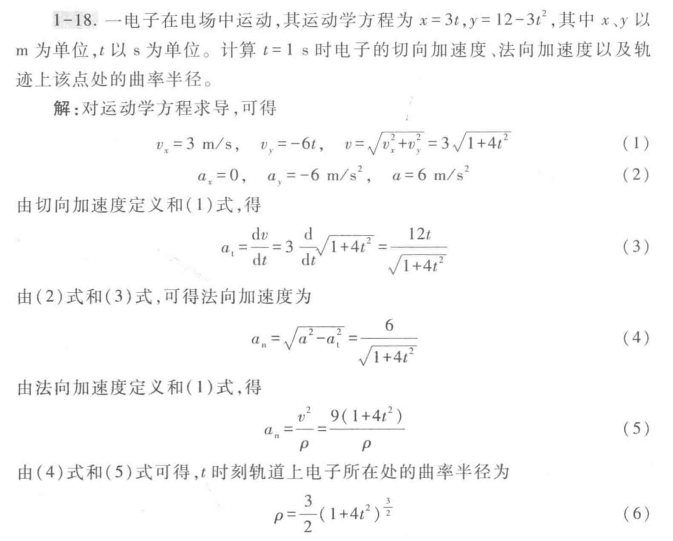 1-18. 一电子在电场中运动,其运动学方程为 x=3t,y=12-3t²,其中 x、y 以
m 为单位,t 以 s 为单位。计算 t=1 s 时电子的切向加速度、法向加速度以及轨
迹上该点处的曲率半径。
解:对运动学方程求导,可得
vₓ=3 m/s, v_y=-6t, v=√(vₓ²+v_y²)=3√(1+4t²) (1)
aₓ=0, a_y=-6 m/s², a=6 m/s² (2)
由切向加速度定义和(1)式,得
a_t=dv/dt=3 d/dt √(1+4t²)=12t/√(1+4t²) (3)
由(2)式和(3)式,可得法向加速度为
a_n=√(a²-a_t²)=6/√(1+4t²) (4)
由法向加速度定义和(1)式,得
a_n=v²/ρ=9(1+4t²)/ρ (5)
由(4)式和(5)式可得,t 时刻轨道上电子所在处的曲率半径为
ρ=3/2(1+4t²)^(3/2) (6)